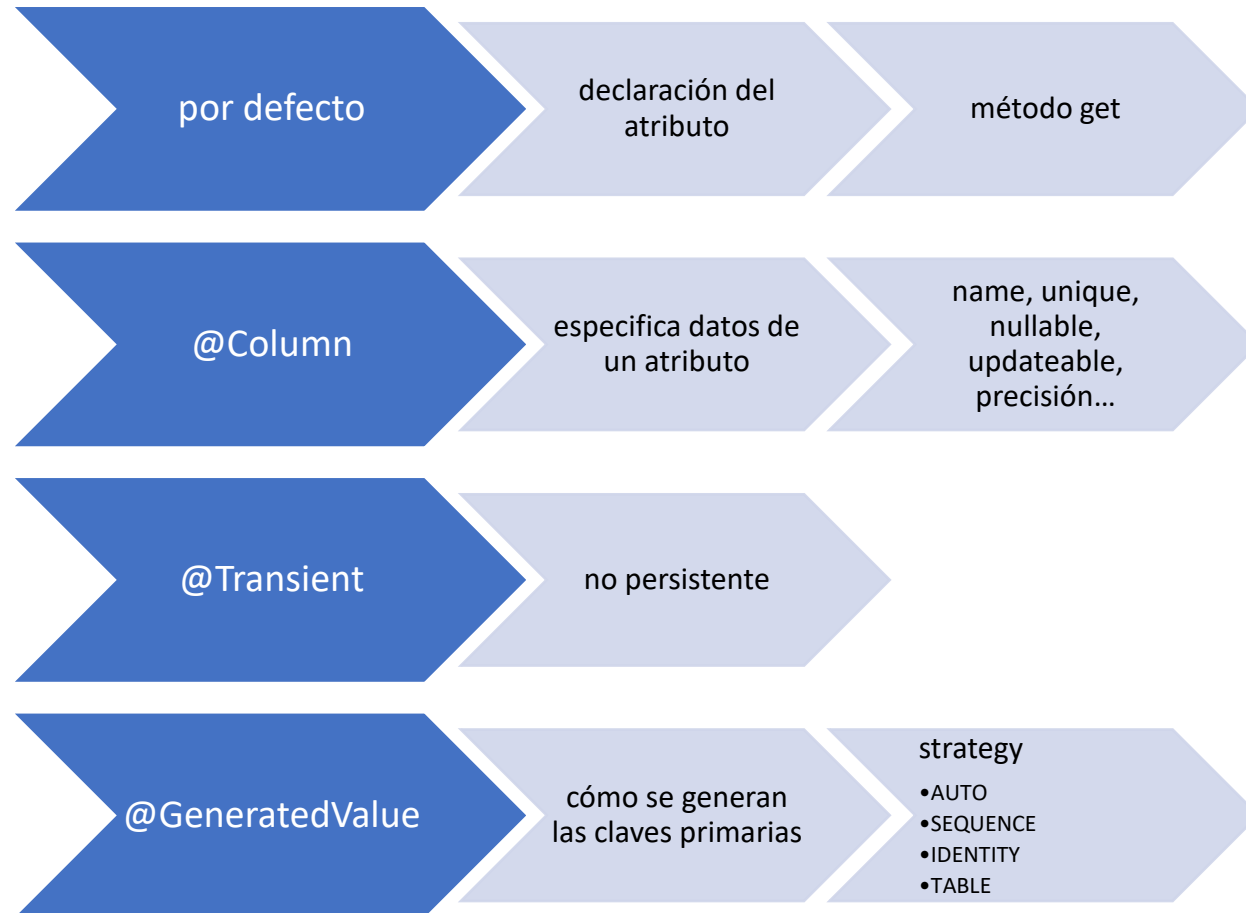 por defecto
declaración del
atributo
método get
@Column
especifica datos de
un atributo
name, unique,
nullable,
updateable,
precisión...
@Transient
no persistente
@GeneratedValue
cómo se generan
las claves primarias
strategy
•AUTO
•SEQUENCE
•IDENTITY
•TABLE